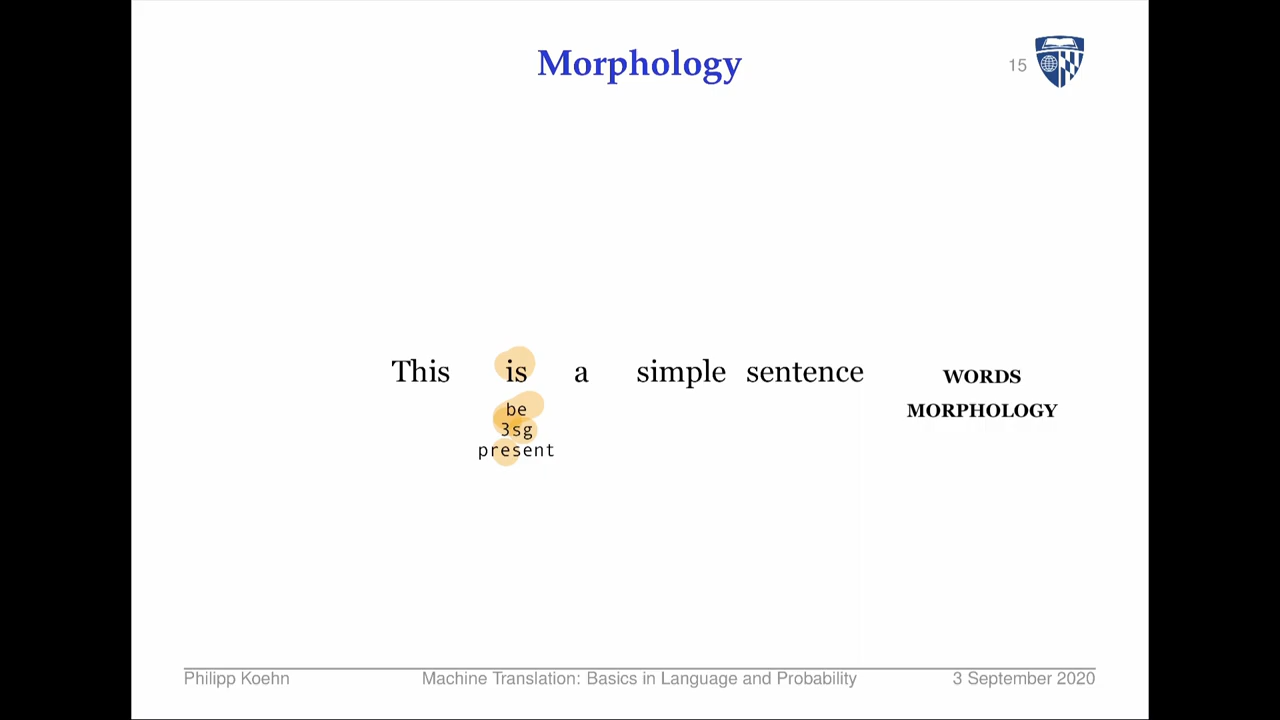 Morphology
15
This is a simple sentence WORDS
be MORPHOLOGY
3sg
present
Philipp Koehn Machine Translation: Basics in Language and Probability 3 September 2020